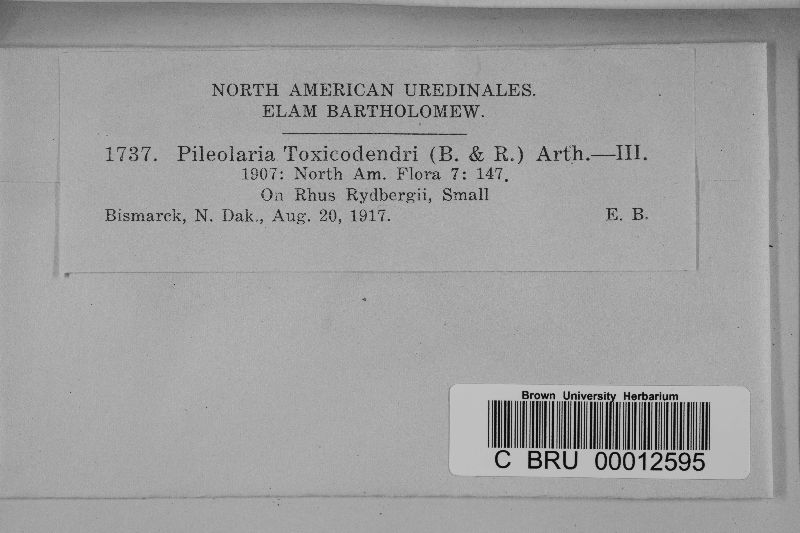 NORTH AMERICAN UREDINALES.
ELAM BARTHOLOMEW.
1737. Pileolaria Toxicodendri (B. & R.) Arth.—III.
1907: North Am. Flora 7: 147.
On Rhus Rydbergii, Small
Bismarck, N. Dak., Aug. 20, 1917. E. B.
Brown University Herbarium
C BRU 00012595